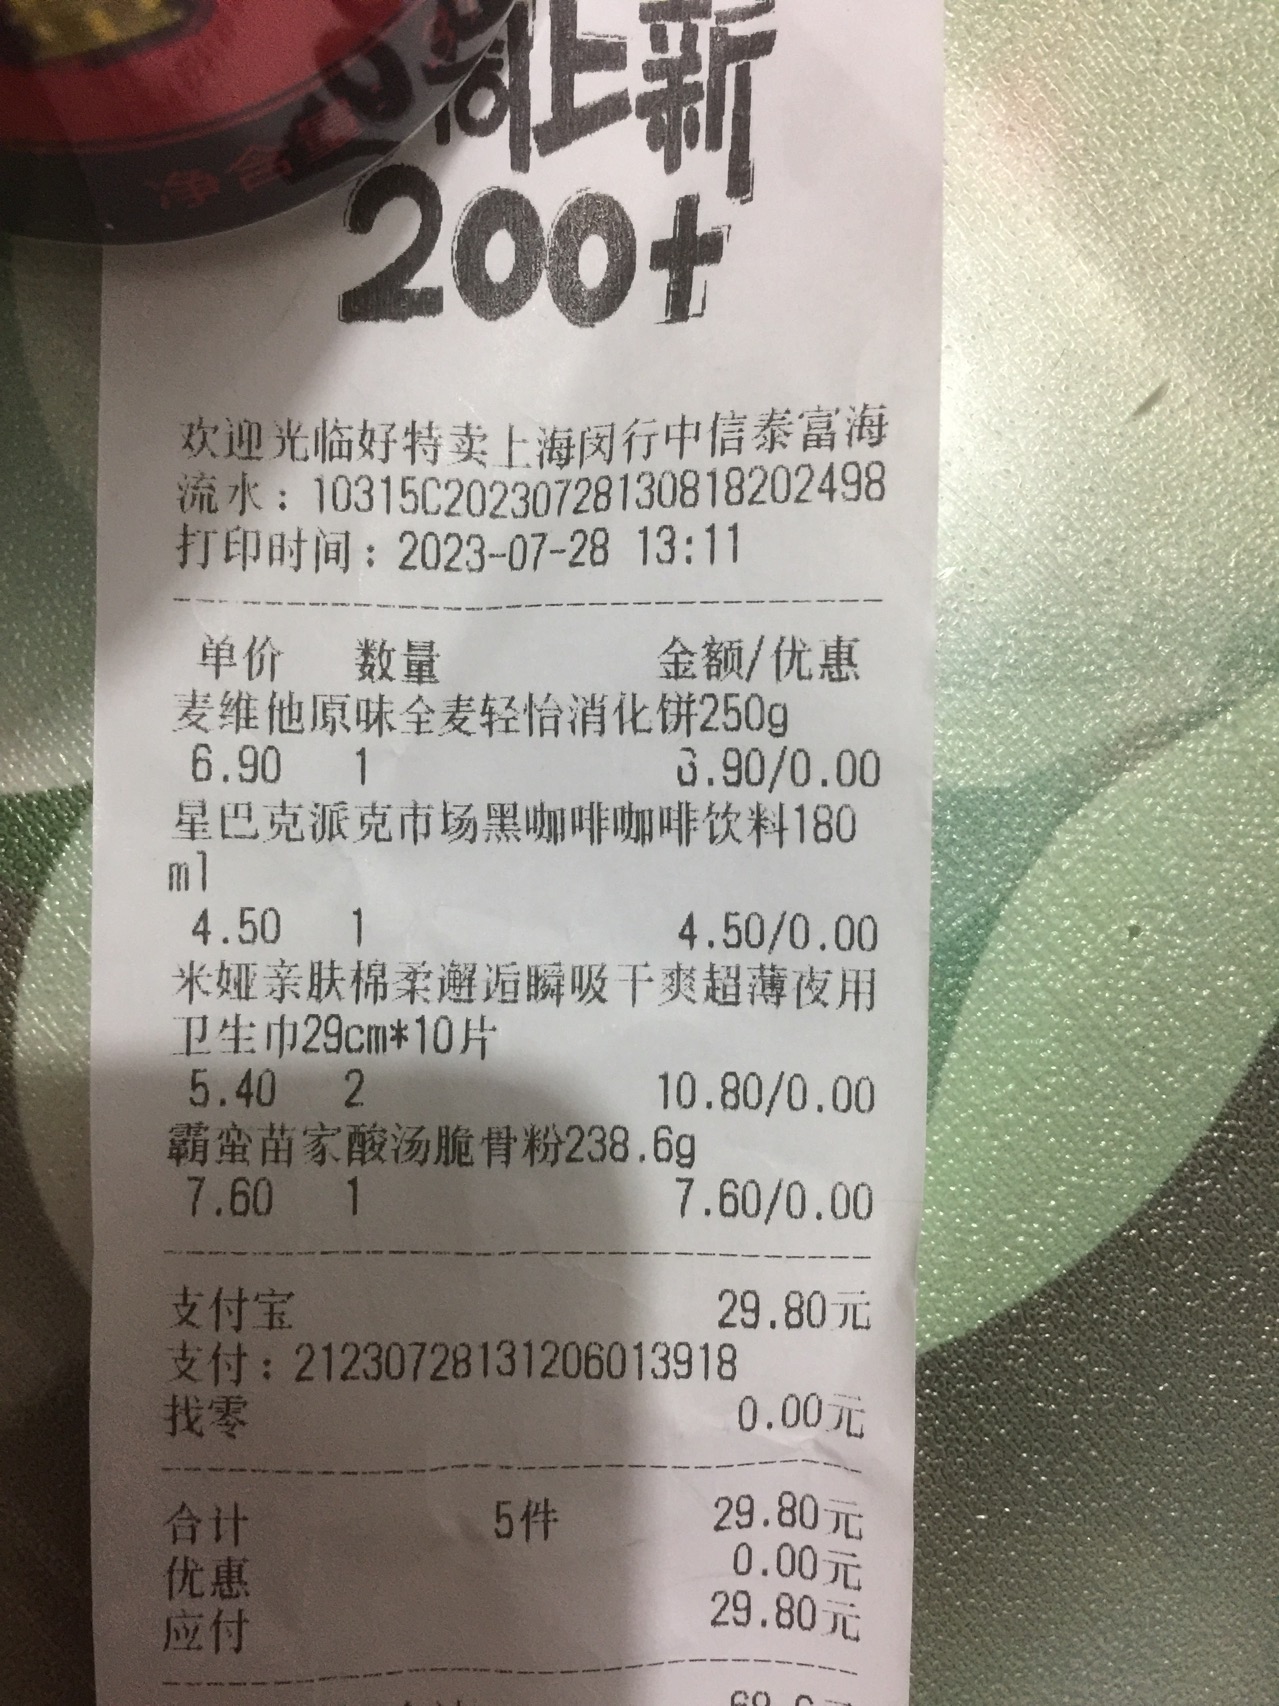 周上新
200+
欢迎光临好特卖上海闵行中信泰富海
流水：10315C202307281308182​02498
打印时间：2023-07-28 13:11
单价 数量 金额/优惠
麦维他原味全麦轻怡消化饼250g
6.90 1 6.90/0.00
星巴克派克市场黑咖啡咖啡饮料180
ml
4.50 1 4.50/0.00
米娅亲肤棉柔邂逅瞬吸干爽超薄夜用
卫生巾29cm*10片
5.40 2 10.80/0.00
霸蛮苗家酸汤脆骨粉238.6g
7.60 1 7.60/0.00
支付宝 29.80元
支付：212307281312060​13918
找零 0.00元
合计 5件 29.80元
优惠 0.00元
应付 29.80元